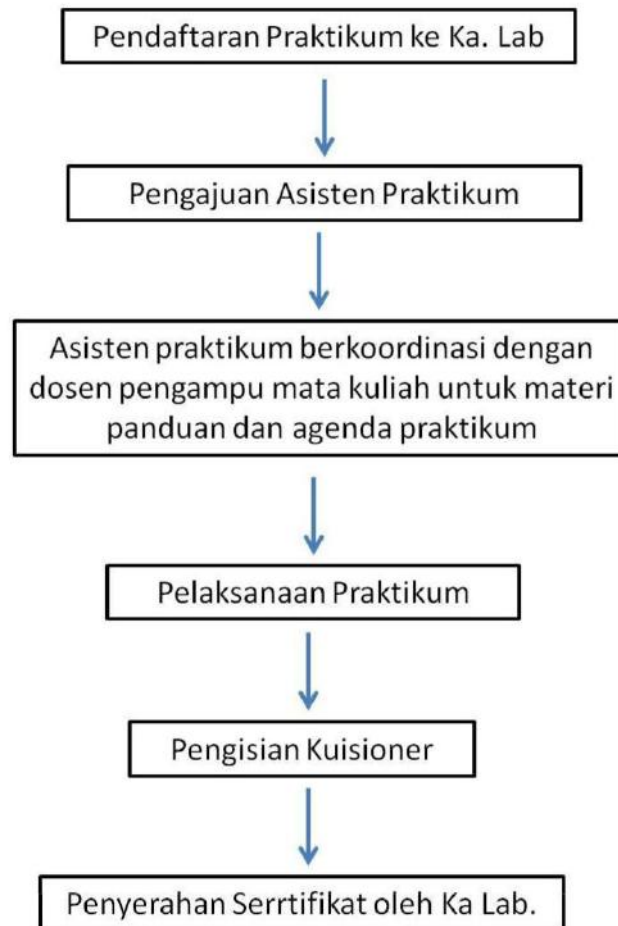 Pendaftaran Praktikum ke Ka. Lab
Pengajuan Asisten Praktikum
Asisten praktikum berkoordinasi dengan
dosen pengampu mata kuliah untuk materi
panduan dan agenda praktikum
Pelaksanaan Praktikum
Pengisian Kuisioner
Penyerahan Serrtifikat oleh Ka Lab.